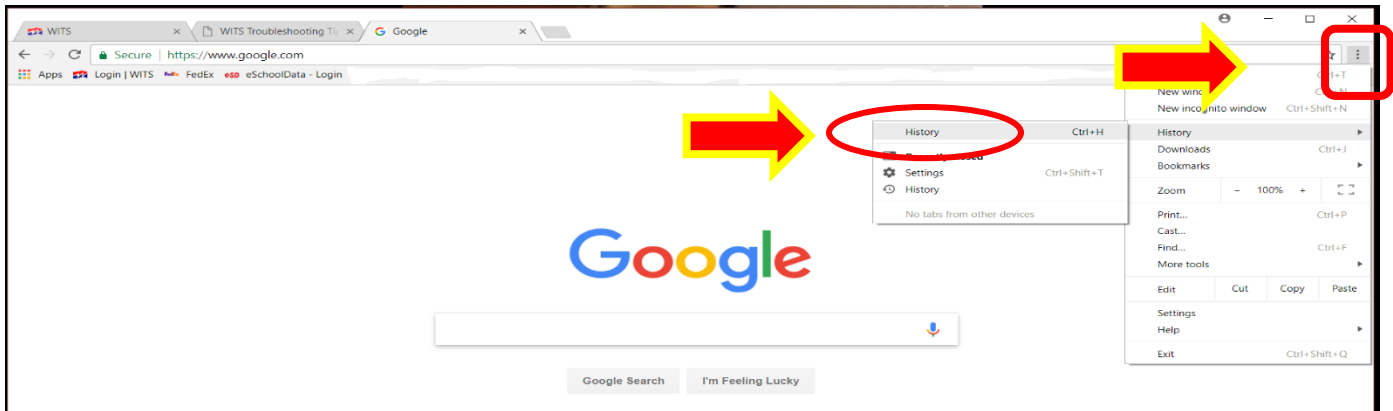 WITS
WITS Troubleshooting Ti
Google
Secure https://www.google.com
Apps Login | WITS FedEx esp eSchoolData - Login
New
New incognito window Ctrl+Shift+N
History Ctrl+H
History
Downloads Ctrl+J
Settings Ctrl+Shift+T
Bookmarks
History
Zoom - 100% +
No tabs from other devices
Print... Ctrl+P
Cast...
Find... Ctrl+F
More tools
Google
Edit Cut Copy Paste
Settings
Help
Exit Ctrl+Shift+Q
Google Search I'm Feeling Lucky